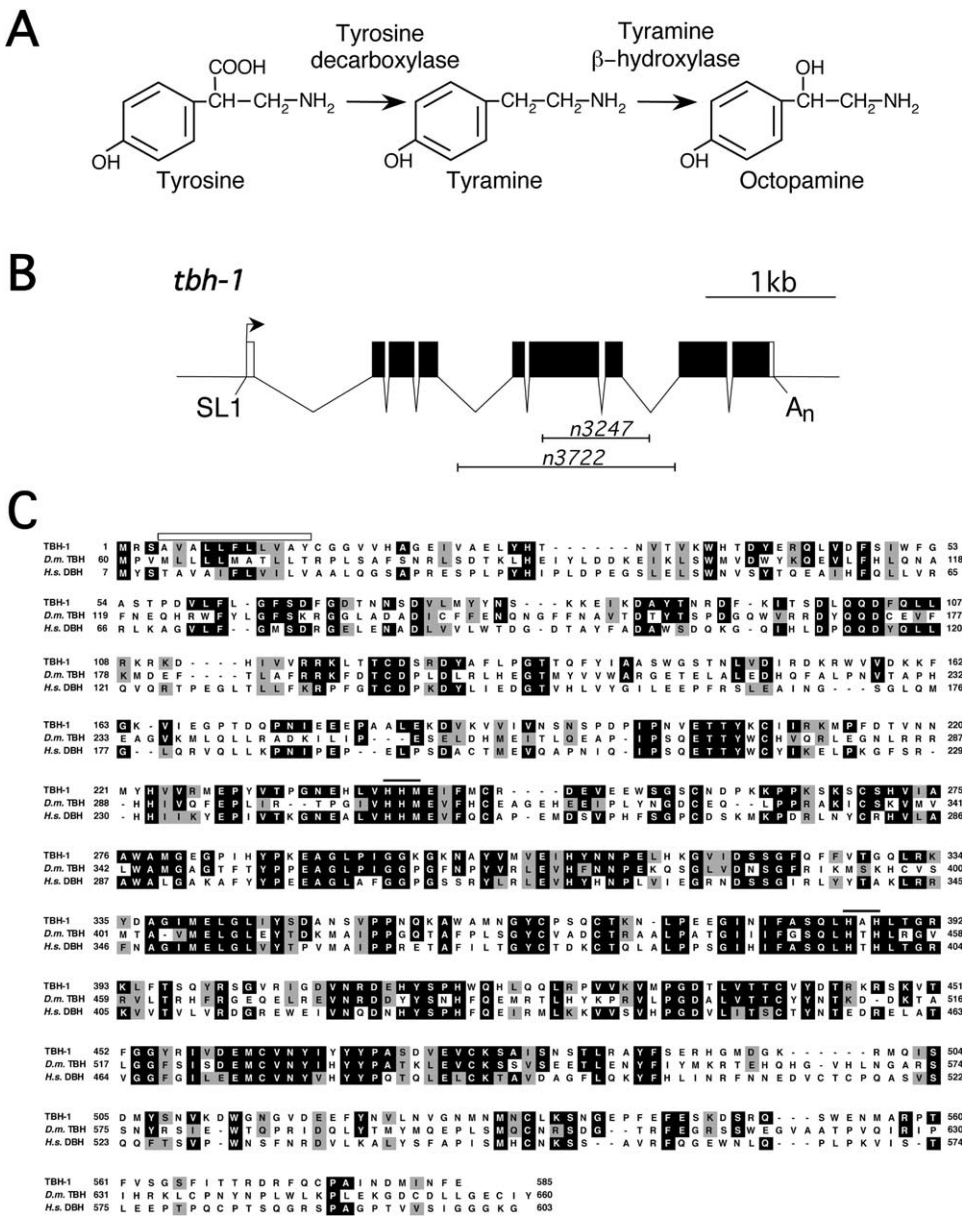 A
Tyrosine decarboxylase
Tyramine β–hydroxylase
COOH
CH–CH2–NH2
OH
Tyrosine
CH2–CH2–NH2
OH
Tyramine
OH
CH–CH2–NH2
OH
Octopamine
B
tbh-1
1kb
SL1
An
n3247
n3722
C
TBH-1 1 MRSAVALLFLLVAYCGGVVHAGEIVAELYHT------NVTVKWHTDYERQLVDFSIWFG 53
D.m. TBH 60 MPVMLLLLMATLLTRPLSAFSNRLSDTKLHEIYLDDKEIKLSWMVDWYKQEVLFHLQNA 118
H.s. DBH 7 MYSTAVAIFLVILVAALQGSAPRESPLPYHIPLDPEGSLELSWNVSYTQEAIHFQLLVR 65
TBH-1 54 ASTPDVLFL-GFSDFGDTNNSDVLMYYNS---KKEIKDAYTNRDF-KITSDLQQDFQLL 107
D.m. TBH 119 FNEQHRWFYLGFSKRGGLADADICFFENQNGFFNAVTDTYTSPDGQWVRRDYQQDCEVF 177
H.s. DBH 66 RLKAGVLF-GMSDRGELENADLVVLWTDG-DTAYFADAWSDQKG-QIHLDPQQDYQLL 120
TBH-1 108 RKRKD----HIVVRRKLTTCDSRDYAFLPGTTQFYIAASWGSTNLVDIRDKRWVVDKKF 162
D.m. TBH 178 KMDEF----TLAFRRKFDTCDPLDLRLHEGTMYVVWARGETELALEDHQFALPNVTAPH 232
H.s. DBH 121 QVQRTPEGLTLLFKRPFGTCDPKDYLIEDGTVHLVYGILEEPFRSLEAING---SGLQM 176
TBH-1 163 GK-VIEGPTDQPNIEEEPAALEKDVKVVIVNSNSPDPIPNVETTYKCIIRKMPFDTVNN 220
D.m. TBH 233 EAGVKMLQLLRADKILIP---ESELDHMEITLQEAP-IPSQETTYWCHVQRLEGNLRRR 287
H.s. DBH 177 G--LQRVQLLKPNIPEP--ELPSDACTMEVQAPNIQ-IPSQETTYWCYIKELPKGFSR- 229
TBH-1 221 MYHVVRMEPYVTPGNEHLVHHMEIFMCR---DEVEEWSGSCNDPKKPPKSKSCSHVIA 275
D.m. TBH 288 -HHIVQFEPLIR--TPGIVHHMEVFHCEAGEHEEIPLYNGDCEQ--LPPRAKICSKVMV 341
H.s. DBH 230 -HHIIKYEPIVTKGNEALVHHMEVFQCAP-EMDSVPHFSGPCDSKMKPDRLNYCRHVLA 286
TBH-1 276 AWAMGEGPIHYPKEAGLPIGGKGKNAYVMVEIHYNNPELHKGVIDSSGFQFFVTGQLRK 334
D.m. TBH 342 LWAMGAGTFTYPPEAGLPIGGPGFNPYVRLEVHFNNPEKQSGLVDNSGFRIKMSKTVS 400
H.s. DBH 287 AWALGAKAFYYPEEAGLAFGGPGSSRYLRLEVHYHNPLVIEGRNDSSGIRLYYTAKLRR 345
TBH-1 335 YDAGIMELGLIYSDANSVPPNQKAWAMNGYCPSQCTKN-LPEEGINIFASQLHAHLTGR 392
D.m. TBH 401 MTA-VMELGLEYTDKMAIPPGQTAFPLSGYCVADCTRAALPATGIIIFGSQLHTHLRGV 458
H.s. DBH 346 FNAGIMELGLVYTPVMAIPPRETAFILTGYCTDKCTQLALPPSGIHIFASQLHTHLTGR 404
TBH-1 393 KLFTSQYRSGVRIGDVNRDEHYSPHWQHLQQLRPVVKVMPGDTLVTTCVYDTRKRSKVT 451
D.m. TBH 459 RVLTRHFRGEQELREVNRDDYYSNHFQEMRTLHYKPRVLPGDALVTTCYYNTKD-DKTA 516
H.s. DBH 405 KVVTVLVRDGREWEIVNQDNHYSPHFQEIRMLKKVVSVHPGDVLITSCTYNTEDRELAT 463
TBH-1 452 FGGYRIVDEMCVNYIYYYPASDVEVCKSAISNSTLRAYFSERHGMDGK------RMQIS 504
D.m. TBH 517 LGGFSISDEMCVNYIHYYPATKLEVCKSSVSEETLENYFIYMKRTEHQHG-VHLNGARS 574
H.s. DBH 464 VGGFGILEEMCVNYVHYYPQTQLELCKTAVDAGFLQKYFHLINRFNNEDVCTCPQASVS 522
TBH-1 505 DMYSNVKDWGNGVDEEFYNVLNVGNMNMNCLKSNGEPFEFESKDSRQ--SWENMARPT 560
D.m. TBH 575 SNYRSIE-WTQPRIDQLYTMYMQEPLSMQCNRSDG-TRFEGRSSWEGVAATPVQIRIP 630
H.s. DBH 523 QQFTSVP-WNSFNRDVLKALYSFAPISMHCNKSS--AVRFQGEWNLQ--PLPKVIST 574
TBH-1 561 FVSGSFITTRDRFQCPAINDMINFE 585
D.m. TBH 631 IHRKLCPNYNPLWLKPLEKGDCDLLGECIY 660
H.s. DBH 575 LEEPTPQCPTSQGRSPAGPTVVSIGGGKG 603